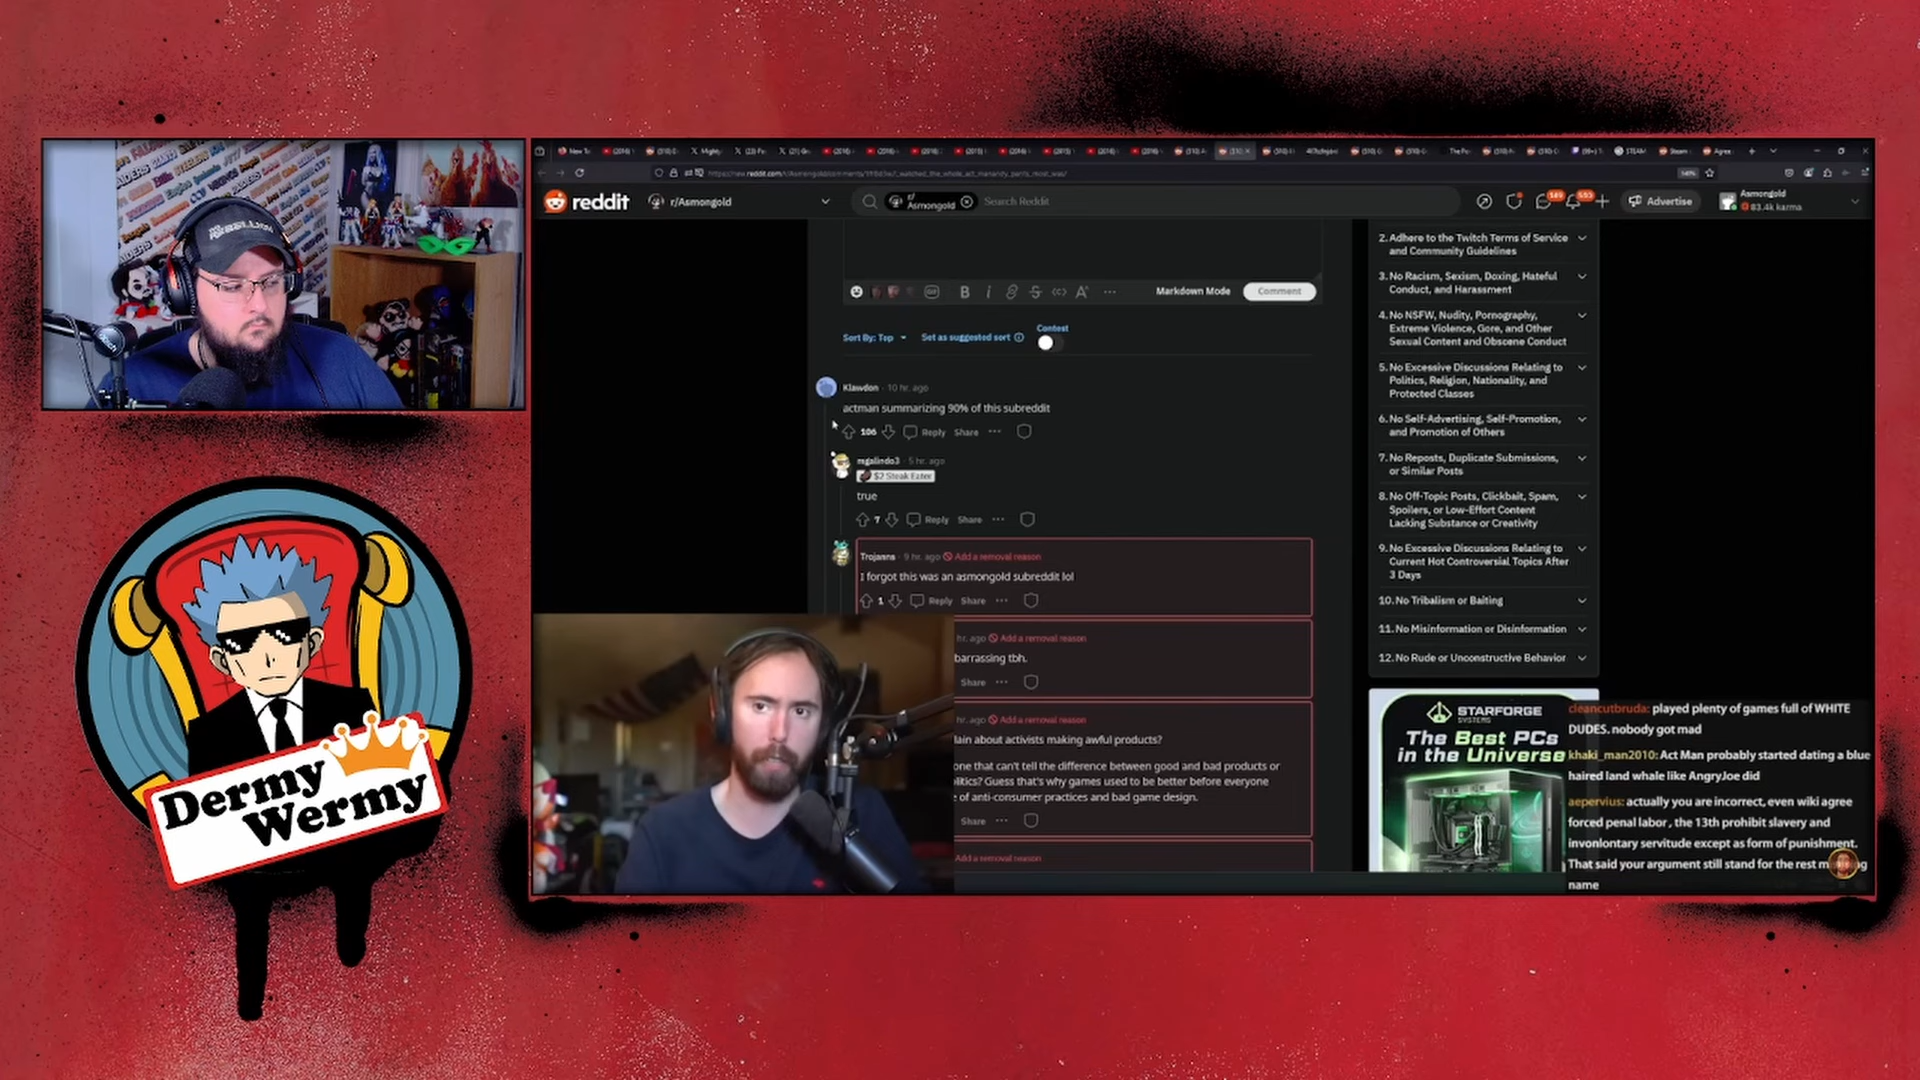 reddit
r/Asmongold
r/
Asmongold
Search Reddit
Advertise
Asmongold
83.4k karma
B
i
Markdown Mode
Comment
Sort By: Top
Set as suggested sort
Contest
Klawdon · 10 hr. ago
actman summarizing 90% of this subreddit
106
Reply
Share
mgalindo3 · 5 hr. ago
$2 Steak Eater
true
7
Reply
Share
Trojanns · 9 hr. ago Add a removal reason
I forgot this was an asmongold subreddit lol
1
Reply
Share
hr. ago Add a removal reason
barrassing tbh.
Share
hr. ago Add a removal reason
lain about activists making awful products?
one that can't tell the difference between good and bad products or
olitics? Guess that's why games used to be better before everyone
e of anti-consumer practices and bad game design.
Share
Add a removal reason
2. Adhere to the Twitch Terms of Service
and Community Guidelines
3. No Racism, Sexism, Doxing, Hateful
Conduct, and Harassment
4. No NSFW, Nudity, Pornography,
Extreme Violence, Gore, and Other
Sexual Content and Obscene Conduct
5. No Excessive Discussions Relating to
Politics, Religion, Nationality, and
Protected Classes
6. No Self-Advertising, Self-Promotion,
and Promotion of Others
7. No Reposts, Duplicate Submissions,
or Similar Posts
8. No Off-Topic Posts, Clickbait, Spam,
Spoilers, or Low-Effort Content
Lacking Substance or Creativity
9. No Excessive Discussions Relating to
Current Hot Controversial Topics After
3 Days
10. No Tribalism or Baiting
11. No Misinformation or Disinformation
12. No Rude or Unconstructive Behavior
STARFORGE
SYSTEMS
The Best PCs
in the Universe
cleancutbruda: played plenty of games full of WHITE
DUDES. nobody got mad
khaki_man2010: Act Man probably started dating a blue
haired land whale like AngryJoe did
aepervius: actually you are incorrect, even wiki agree
forced penal labor , the 13th prohibit slavery and
involonlontary servitude except as form of punishment.
That said your argument still stand for the rest
name
Dermy
Wermy